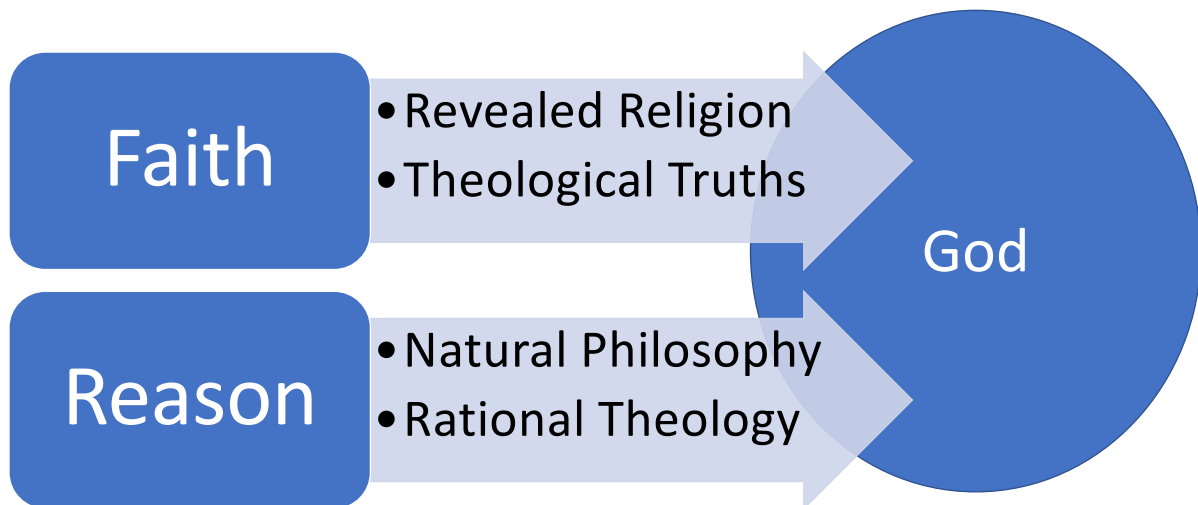 Faith
•Revealed Religion
•Theological Truths
God
Reason
•Natural Philosophy
•Rational Theology